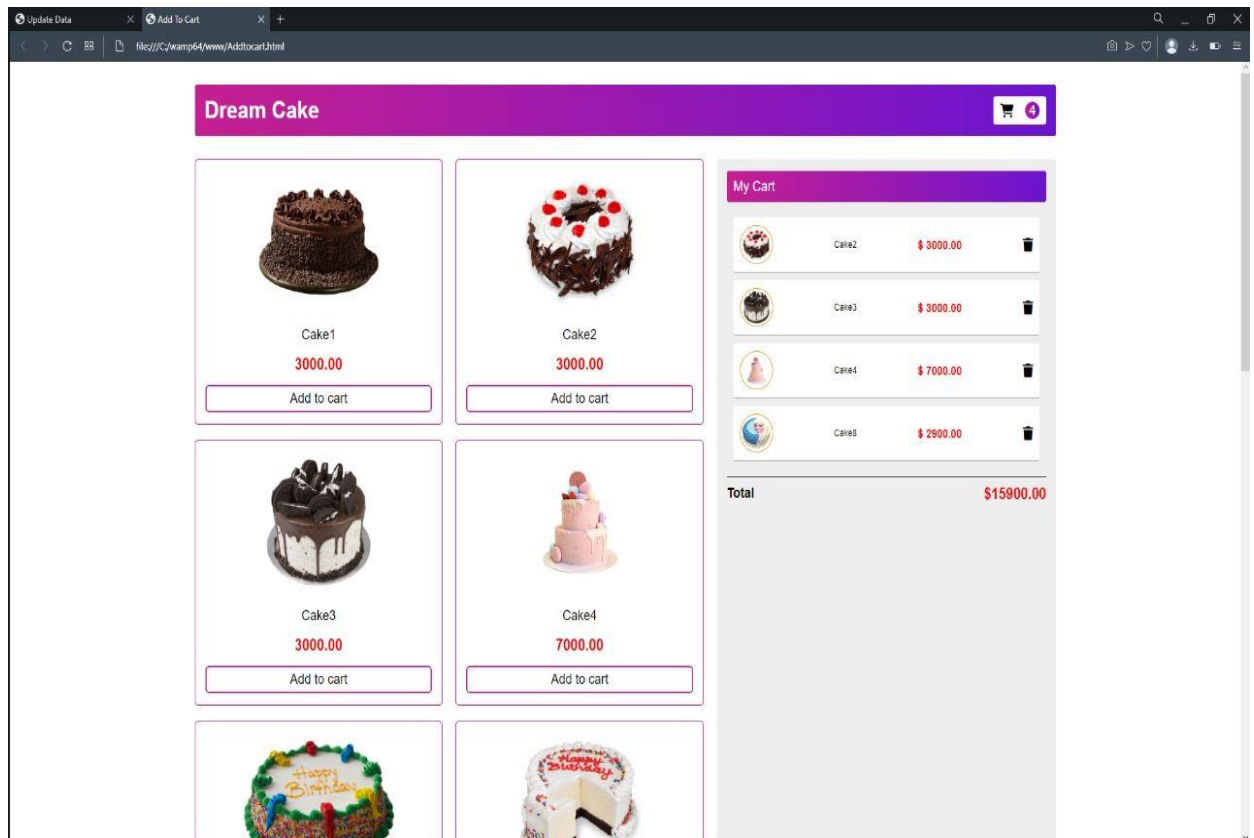 Update Data
Add To Cart
file:///C:/wamp64/www/Addtocart.html
Dream Cake
4
Cake1
3000.00
Add to cart
Cake2
3000.00
Add to cart
Cake3
3000.00
Add to cart
Cake4
7000.00
Add to cart
Happy
Birthday
Happy
Birthday
My Cart
Cake2 $ 3000.00
Cake3 $ 3000.00
Cake4 $ 7000.00
Cake8 $ 2900.00
Total $15900.00